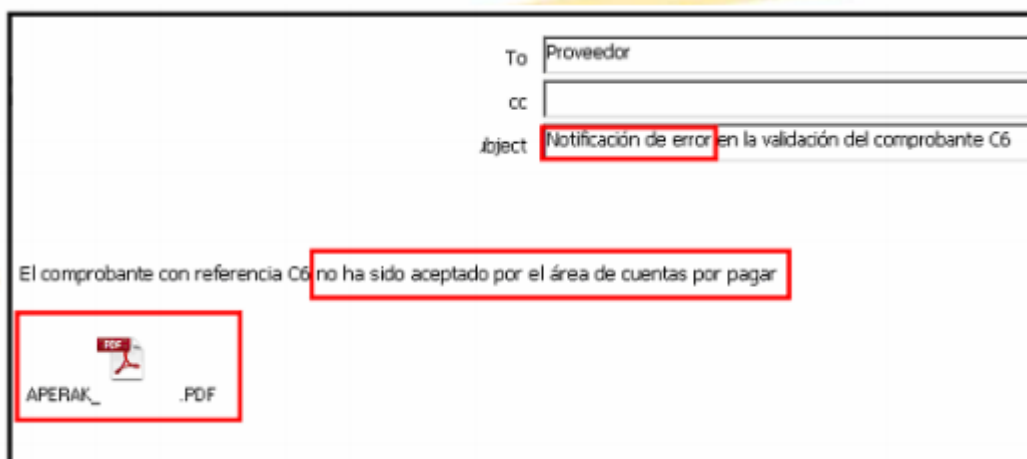 To Proveedor
cc
bject Notificación de error en la validación del comprobante C6
El comprobante con referencia C6 no ha sido aceptado por el área de cuentas por pagar
PDF
APERAK_ .PDF